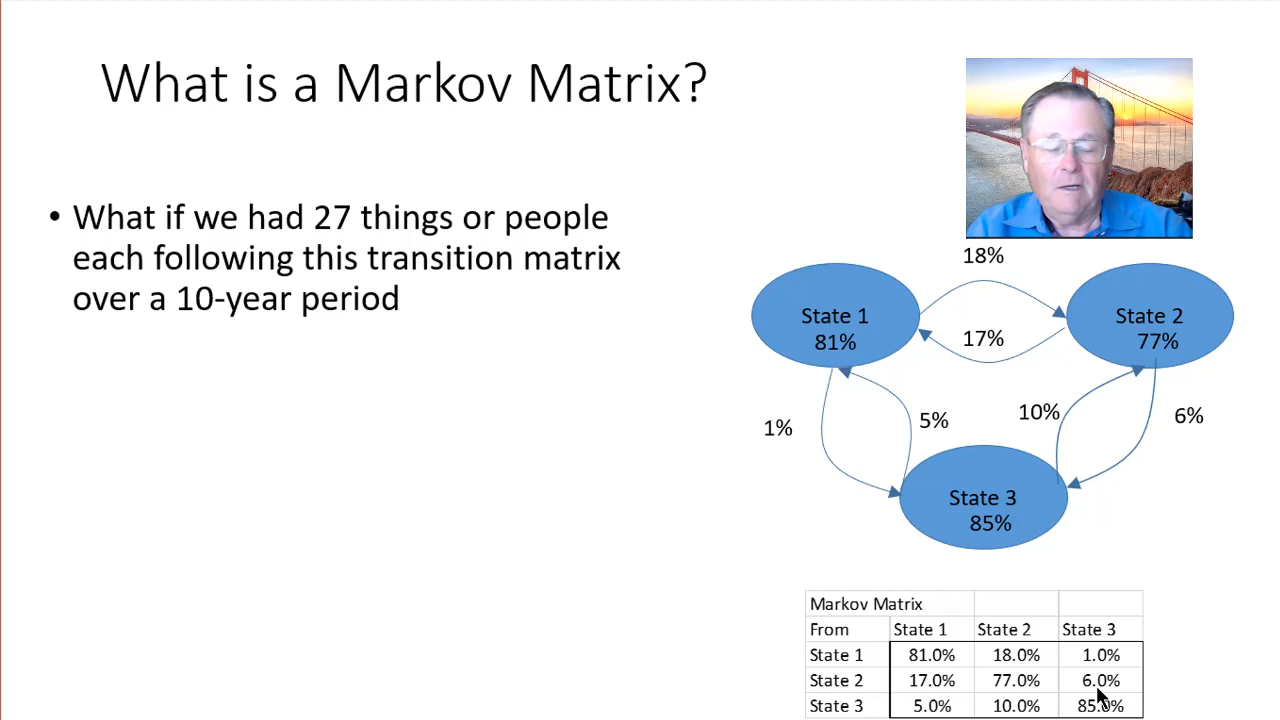 What is a Markov Matrix?
• What if we had 27 things or people
each following this transition matrix
over a 10-year period
18%
State 1
81%
State 2
77%
17%
1%
5%
10%
6%
State 3
85%
Markov Matrix
From State 1 State 2 State 3
State 1 81.0% 18.0% 1.0%
State 2 17.0% 77.0% 6.0%
State 3 5.0% 10.0% 85.0%